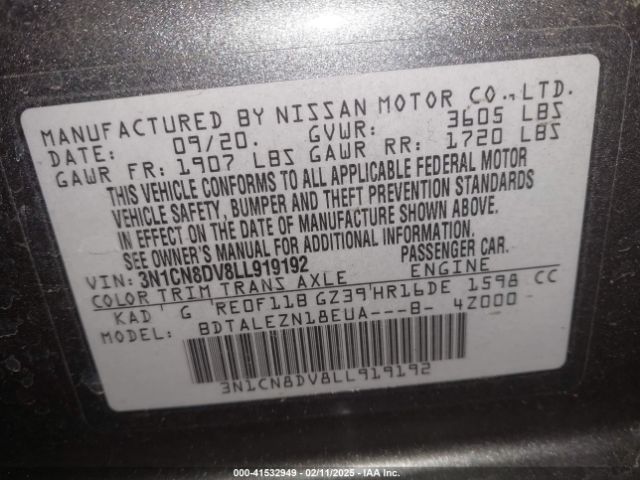 MANUFACTURED BY NISSAN MOTOR CO., LTD.
DATE: 09/20. GVWR: 3605 LBS
GAWR FR: 1907 LBS GAWR RR: 1720 LBS
THIS VEHICLE CONFORMS TO ALL APPLICABLE FEDERAL MOTOR
VEHICLE SAFETY, BUMPER AND THEFT PREVENTION STANDARDS
IN EFFECT ON THE DATE OF MANUFACTURE SHOWN ABOVE.
SEE OWNER'S MANUAL FOR ADDITIONAL INFORMATION.
VIN: 3N1CN8DV8LL919192 PASSENGER CAR.
COLOR TRIM TRANS AXLE ENGINE
KAD G RE0F11B GZ39 HR16DE 1598 CC
MODEL: BDTALEZN18EUA---B- 4Z000
3N1CN8DV8LL919192
000-41532949 - 02/11/2025 - IAA Inc.